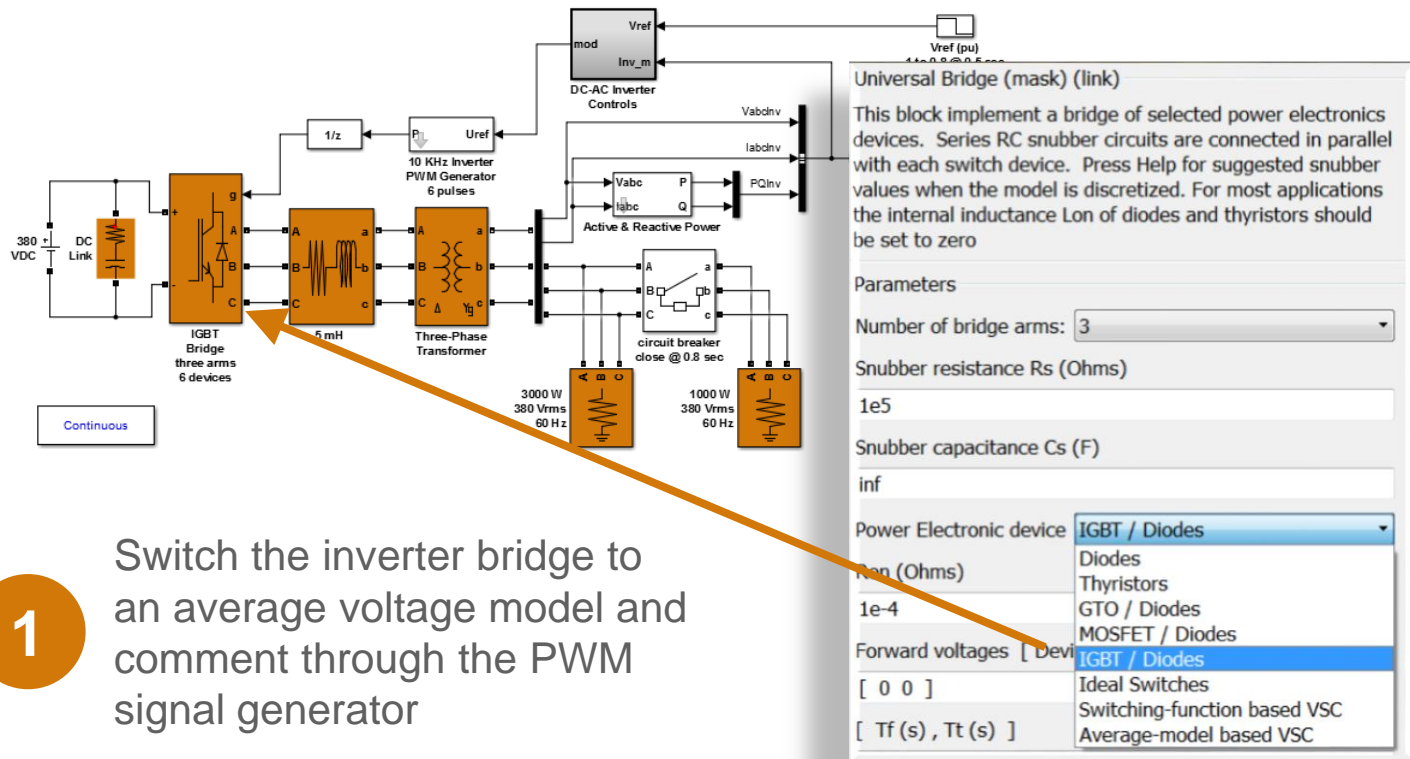 Vref
mod
Inv_m
DC-AC Inverter
Controls
Vref (pu)
1/z
P
Uref
10 KHz Inverter
PWM Generator
6 pulses
VabcInv
IabcInv
PQInv
Vabc
P
Iabc
Q
Active & Reactive Power
380
VDC
+
DC
Link
+
-
g
A
B
C
IGBT
Bridge
three arms
6 devices
A
B
C
a
b
c
5 mH
A
B
C
a
b
c
Δ
Yg
Three-Phase
Transformer
A
B
C
a
b
c
circuit breaker
close @ 0.8 sec
A B C
3000 W
380 Vrms
60 Hz
A B C
1000 W
380 Vrms
60 Hz
Continuous
1
Switch the inverter bridge to
an average voltage model and
comment through the PWM
signal generator
Universal Bridge (mask) (link)
This block implement a bridge of selected power electronics
devices. Series RC snubber circuits are connected in parallel
with each switch device. Press Help for suggested snubber
values when the model is discretized. For most applications
the internal inductance Lon of diodes and thyristors should
be set to zero
Parameters
Number of bridge arms: 3
Snubber resistance Rs (Ohms)
1e5
Snubber capacitance Cs (F)
inf
Power Electronic device IGBT / Diodes
Diodes
Thyristors
GTO / Diodes
MOSFET / Diodes
IGBT / Diodes
Ideal Switches
Switching-function based VSC
Average-model based VSC
Ron (Ohms)
1e-4
Forward voltages [ Devi
[ 0 0 ]
[ Tf (s) , Tt (s) ]